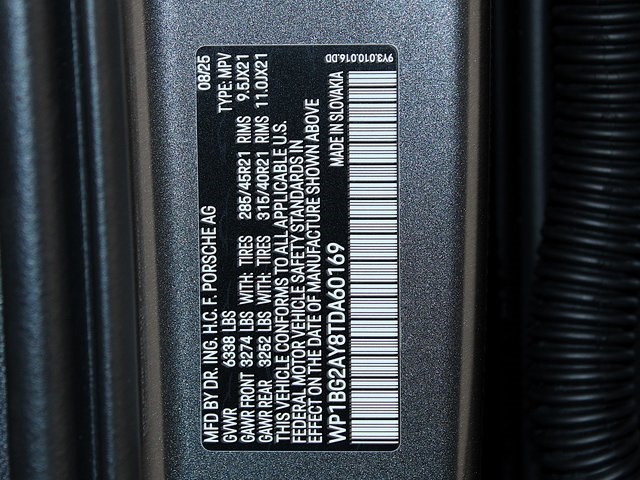 MFD BY DR. ING. H.C. F. PORSCHE AG 08/25
GVWR 6338 LBS TYPE: MPV
GAWR FRONT 3274 LBS WITH: TIRES 285/45R21 RIMS 9.5JX21
GAWR REAR 3252 LBS WITH: TIRES 315/40R21 RIMS 11.0JX21
THIS VEHICLE CONFORMS TO ALL APPLICABLE U.S.
FEDERAL MOTOR VEHICLE SAFETY STANDARDS IN
EFFECT ON THE DATE OF MANUFACTURE SHOWN ABOVE
WP1BG2AY8TDA60169 MADE IN SLOVAKIA
9Y3.010.016.DD